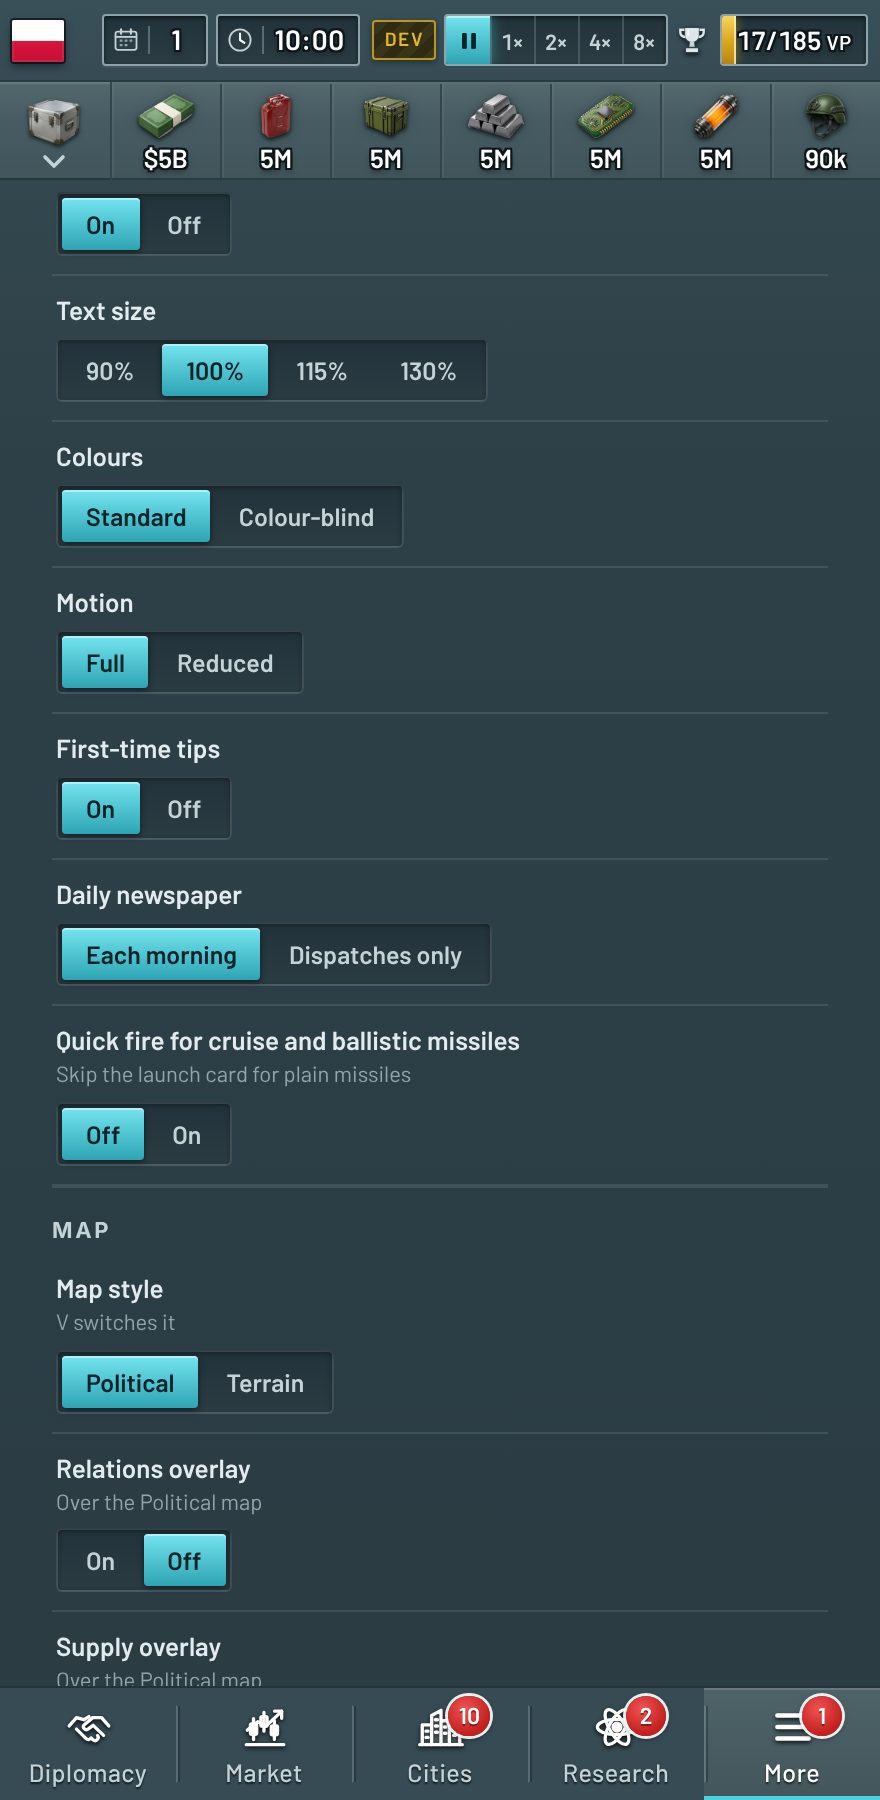 1
10:00
DEV
1×
2×
4×
8×
17/185 VP
$5B
5M
5M
5M
5M
5M
90k
On
Off
Text size
90%
100%
115%
130%
Colours
Standard
Colour-blind
Motion
Full
Reduced
First-time tips
On
Off
Daily newspaper
Each morning
Dispatches only
Quick fire for cruise and ballistic missiles
Skip the launch card for plain missiles
Off
On
MAP
Map style
V switches it
Political
Terrain
Relations overlay
Over the Political map
On
Off
Supply overlay
Over the Political map
10
2
1
Diplomacy
Market
Cities
Research
More